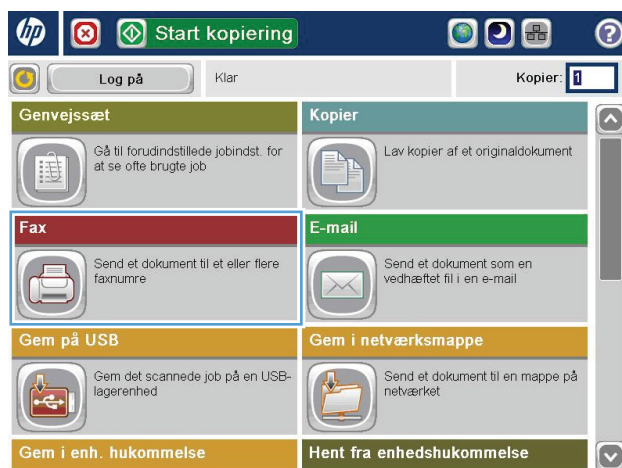 hp Start kopiering ?
Log på Klar Kopier: 1
Genvejssæt
Gå til forudindstillede jobindst. for
at se ofte brugte job
Kopier
Lav kopier af et originaldokument
Fax
Send et dokument til et eller flere
faxnumre
E-mail
Send et dokument som en
vedhæftet fil i en e-mail
Gem på USB
Gem det scannede job på en USB-
lagerenhed
Gem i netværksmappe
Send et dokument til en mappe på
netværket
Gem i enh. hukommelse
Hent fra enhedshukommelse